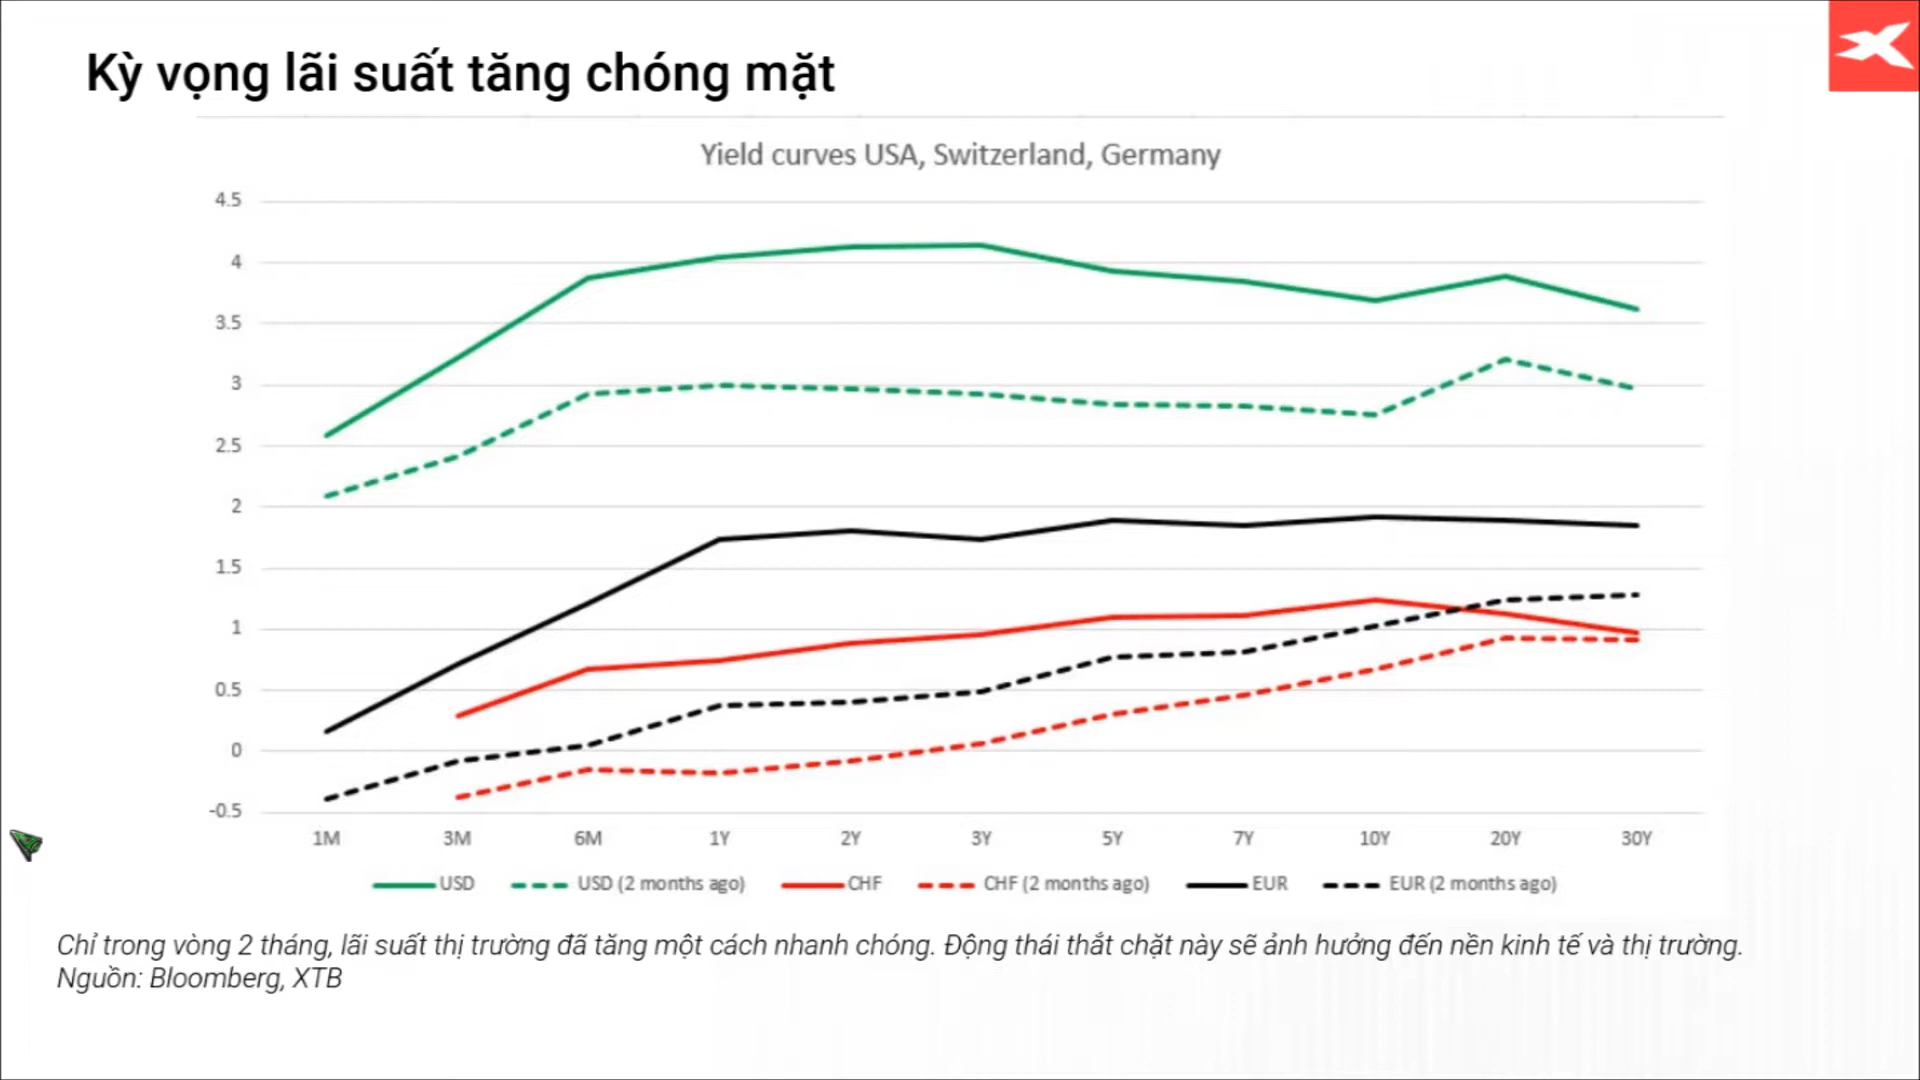 Kỳ vọng lãi suất tăng chóng mặt
Yield curves USA, Switzerland, Germany
4.5
4
3.5
3
2.5
2
1.5
1
0.5
0
-0.5
1M 3M 6M 1Y 2Y 3Y 5Y 7Y 10Y 20Y 30Y
USD USD (2 months ago) CHF CHF (2 months ago) EUR EUR (2 months ago)
Chỉ trong vòng 2 tháng, lãi suất thị trường đã tăng một cách nhanh chóng. Động thái thắt chặt này sẽ ảnh hưởng đến nền kinh tế và thị trường.
Nguồn: Bloomberg, XTB